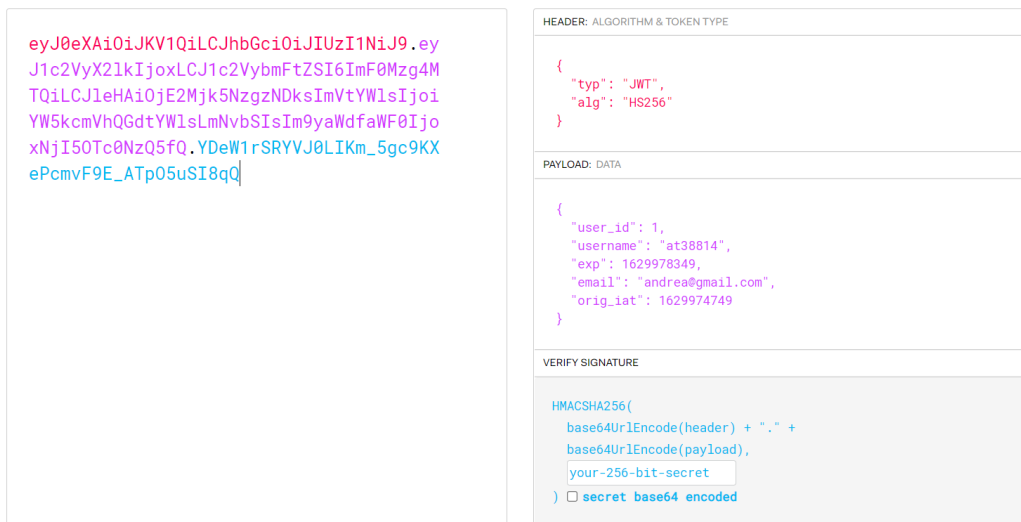 eyJ0eXAiOiJKV1QiLCJhbGciOiJIUzI1NiJ9.ey
J1c2VyX2lkIjoxLCJ1c2VybmFtZSI6ImF0Mzg4M
TQiLCJleHAiOjE2Mjk5NzgzNDksImVtYWlsIjoi
YW5kcmVhQGdtYWlsLmNvbSIsIm9yaWdfaWF0Ijo
xNjI5OTc0NzQ5fQ.YDeW1rSRYVJ0LIKm_5gc9KX
ePcmvF9E_ATpO5uSI8qQ
HEADER: ALGORITHM & TOKEN TYPE
{
"typ": "JWT",
"alg": "HS256"
}
PAYLOAD: DATA
{
"user_id": 1,
"username": "at38814",
"exp": 1629978349,
"email": "andrea@gmail.com",
"orig_iat": 1629974749
}
VERIFY SIGNATURE
HMACSHA256(
base64UrlEncode(header) + "." +
base64UrlEncode(payload),
your-256-bit-secret
) secret base64 encoded